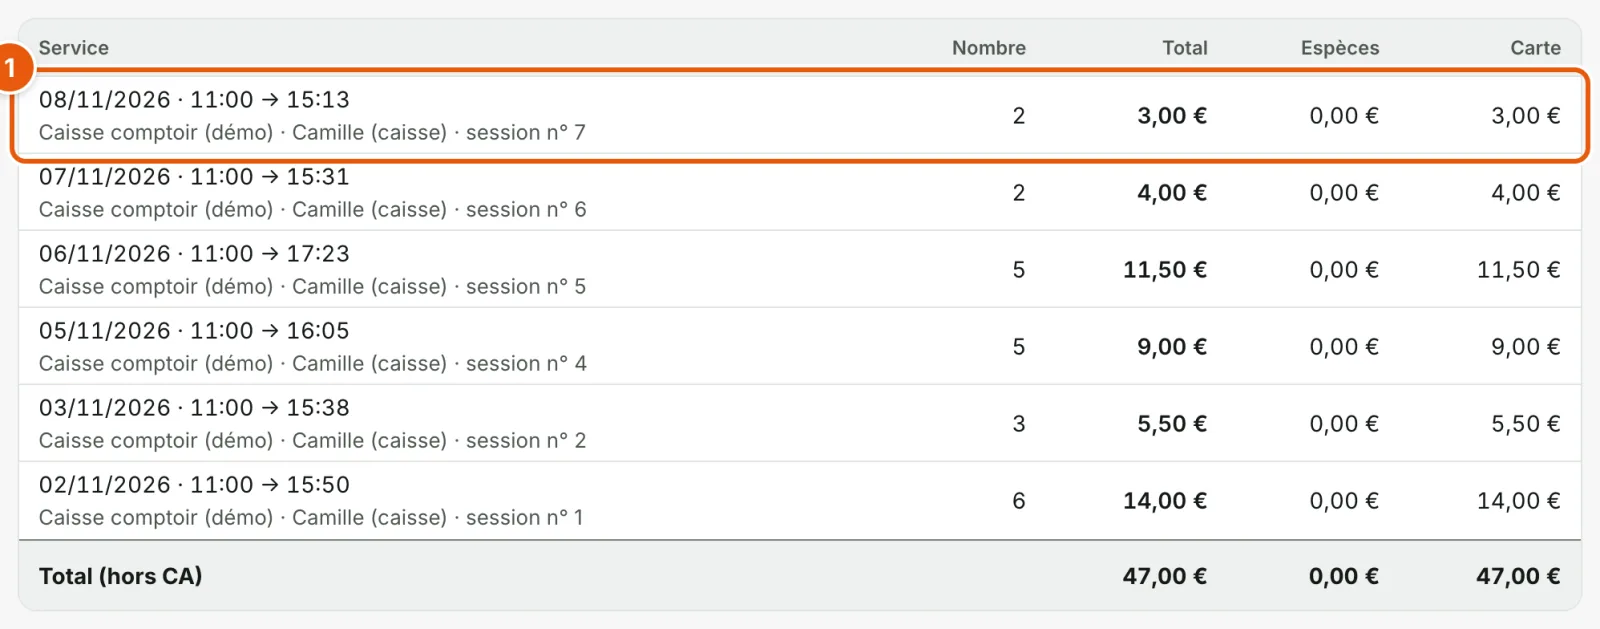 Service Nombre Total Espèces Carte
1
08/11/2026 · 11:00 → 15:13
Caisse comptoir (démo) · Camille (caisse) · session n° 7
2 3,00 € 0,00 € 3,00 €
07/11/2026 · 11:00 → 15:31
Caisse comptoir (démo) · Camille (caisse) · session n° 6
2 4,00 € 0,00 € 4,00 €
06/11/2026 · 11:00 → 17:23
Caisse comptoir (démo) · Camille (caisse) · session n° 5
5 11,50 € 0,00 € 11,50 €
05/11/2026 · 11:00 → 16:05
Caisse comptoir (démo) · Camille (caisse) · session n° 4
5 9,00 € 0,00 € 9,00 €
03/11/2026 · 11:00 → 15:38
Caisse comptoir (démo) · Camille (caisse) · session n° 2
3 5,50 € 0,00 € 5,50 €
02/11/2026 · 11:00 → 15:50
Caisse comptoir (démo) · Camille (caisse) · session n° 1
6 14,00 € 0,00 € 14,00 €
Total (hors CA) 47,00 € 0,00 € 47,00 €